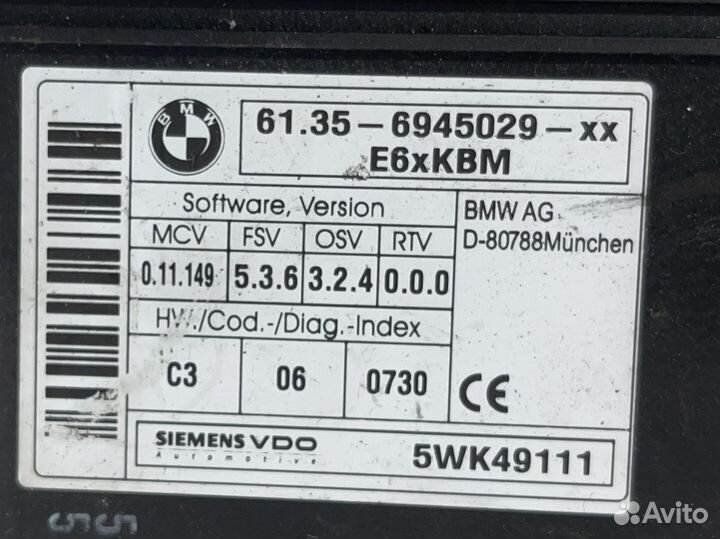 BMW
61.35-6945029-xx
E6xKBM
Software, Version
MCV FSV OSV RTV
0.11.149 5.3.6 3.2.4 0.0.0
HW./Cod.-/Diag.-Index
C3 06 0730
BMW AG
D-80788München
CE
SIEMENS VDO
Automotive
5WK49111
55
Avito